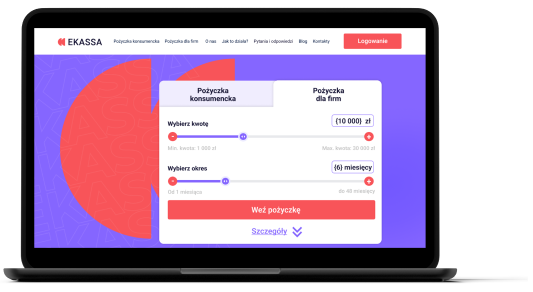 EKASSA
Pożyczka konsumencka Pożyczka dla firm O nas Jak to działa? Pytania i odpowiedzi Blog Kontakty Logowanie
Pożyczka
konsumencka
Pożyczka
dla firm
Wybierz kwotę {10 000} zł
Min. kwota: 1 000 zł Max. kwota: 30 000 zł
Wybierz okres {6} miesięcy
Od 1 miesiąca do 48 miesięcy
Weź pożyczkę
Szczegóły